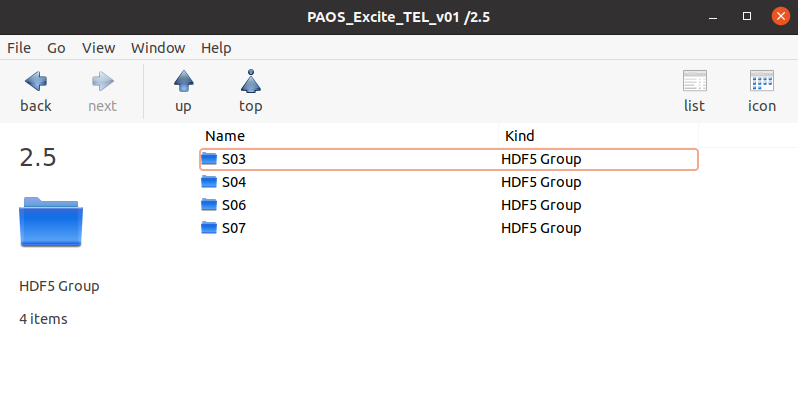 PAOS_Excite_TEL_v01 /2.5
File Go View Window Help
back next up top list icon
2.5
HDF5 Group
4 items
Name Kind
S03 HDF5 Group
S04 HDF5 Group
S06 HDF5 Group
S07 HDF5 Group